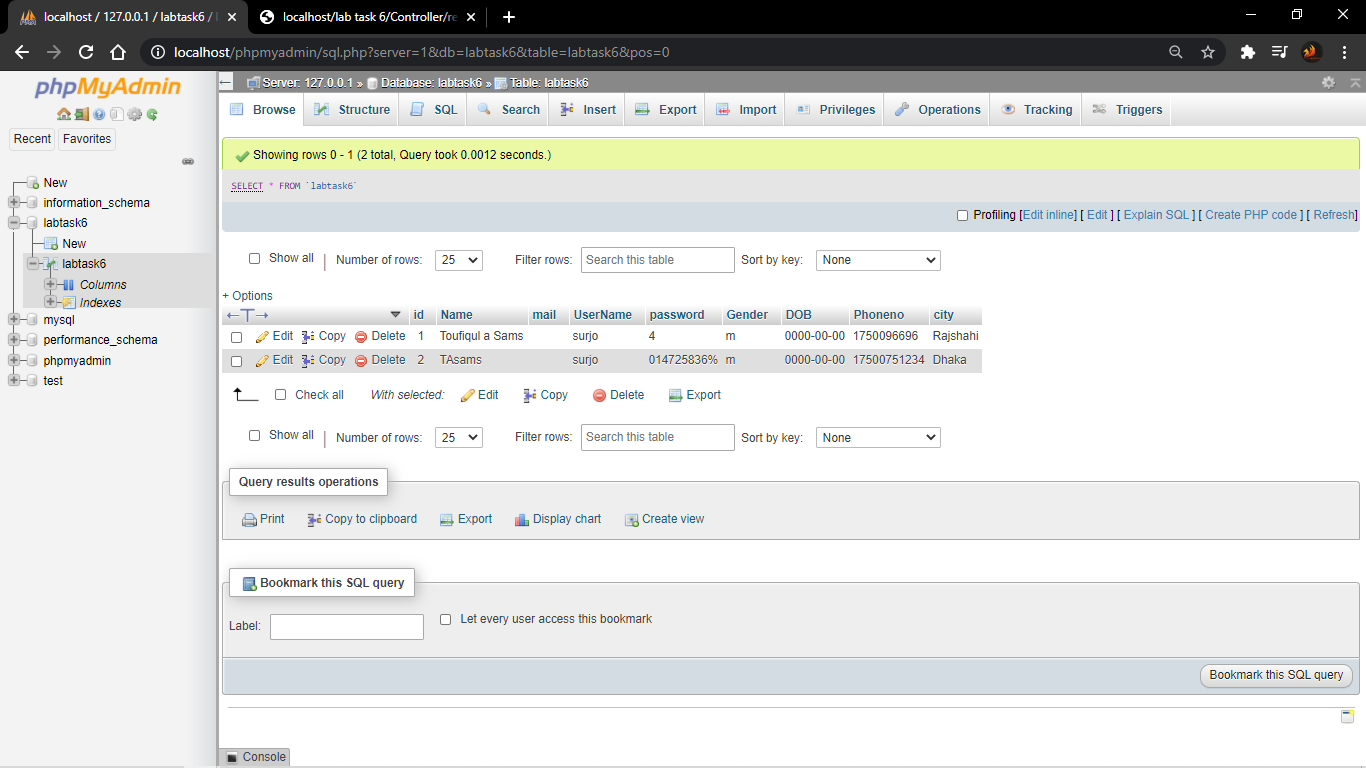 localhost / 127.0.0.1 / labtask6 / l
localhost/lab task 6/Controller/re
localhost/phpmyadmin/sql.php?server=1&db=labtask6&table=labtask6&pos=0
phpMyAdmin
Recent Favorites
New
information_schema
labtask6
New
labtask6
Columns
Indexes
mysql
performance_schema
phpmyadmin
test
Server: 127.0.0.1 » Database: labtask6 » Table: labtask6
Browse Structure SQL Search Insert Export Import Privileges Operations Tracking Triggers
Showing rows 0 - 1 (2 total, Query took 0.0012 seconds.)
SELECT * FROM `labtask6`
Profiling [Edit inline] [ Edit ] [ Explain SQL ] [ Create PHP code ] [ Refresh]
Show all | Number of rows: 25 Filter rows: Search this table Sort by key: None
+ Options
←T→ id Name mail UserName password Gender DOB Phoneno city
Edit Copy Delete 1 Toufiqul a Sams surjo 4 m 0000-00-00 1750096696 Rajshahi
Edit Copy Delete 2 TAsams surjo 014725836% m 0000-00-00 17500751234 Dhaka
Check all With selected: Edit Copy Delete Export
Show all | Number of rows: 25 Filter rows: Search this table Sort by key: None
Query results operations
Print Copy to clipboard Export Display chart Create view
Bookmark this SQL query
Label: Let every user access this bookmark
Bookmark this SQL query
Console